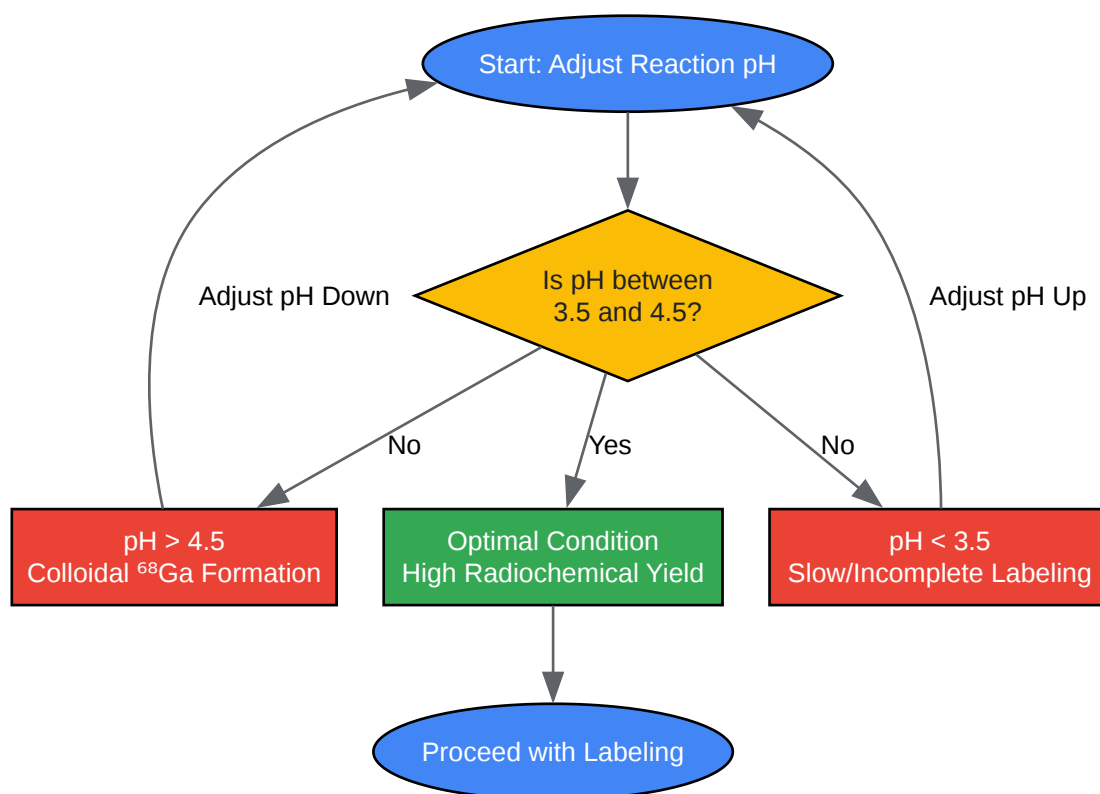 Start: Adjust Reaction pH
Is pH between
3.5 and 4.5?
Adjust pH Down
Adjust pH Up
No
Yes
No
pH > 4.5
Colloidal ⁶⁸Ga Formation
Optimal Condition
High Radiochemical Yield
pH < 3.5
Slow/Incomplete Labeling
Proceed with Labeling